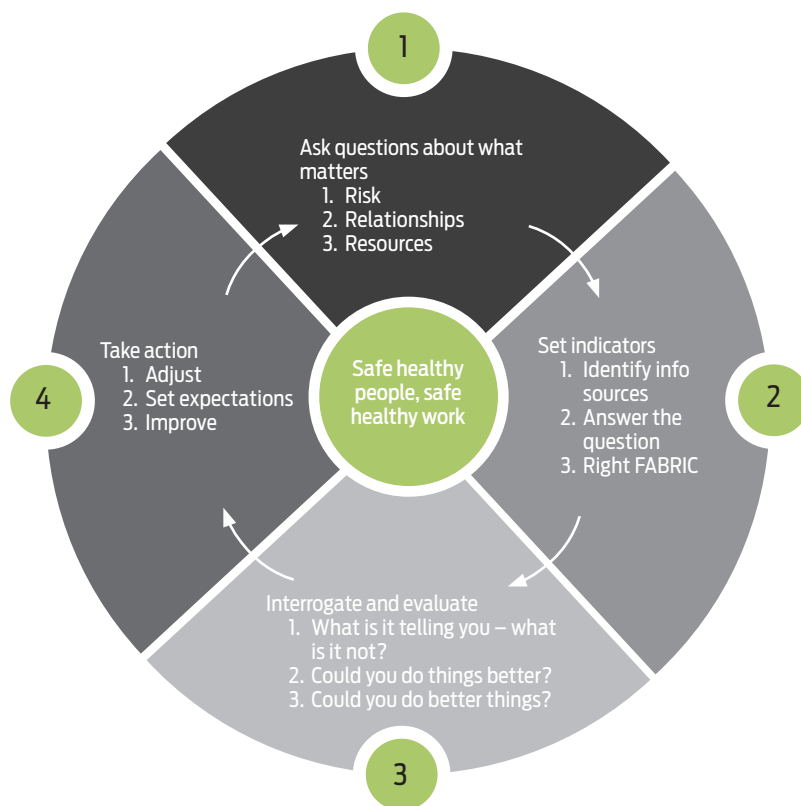 1
Ask questions about what
matters
1. Risk
2. Relationships
3. Resources
2
Set indicators
1. Identify info
sources
2. Answer the
question
3. Right FABRIC
3
Interrogate and evaluate
1. What is it telling you – what
is it not?
2. Could you do things better?
3. Could you do better things?
4
Take action
1. Adjust
2. Set expectations
3. Improve
Safe healthy
people, safe
healthy work